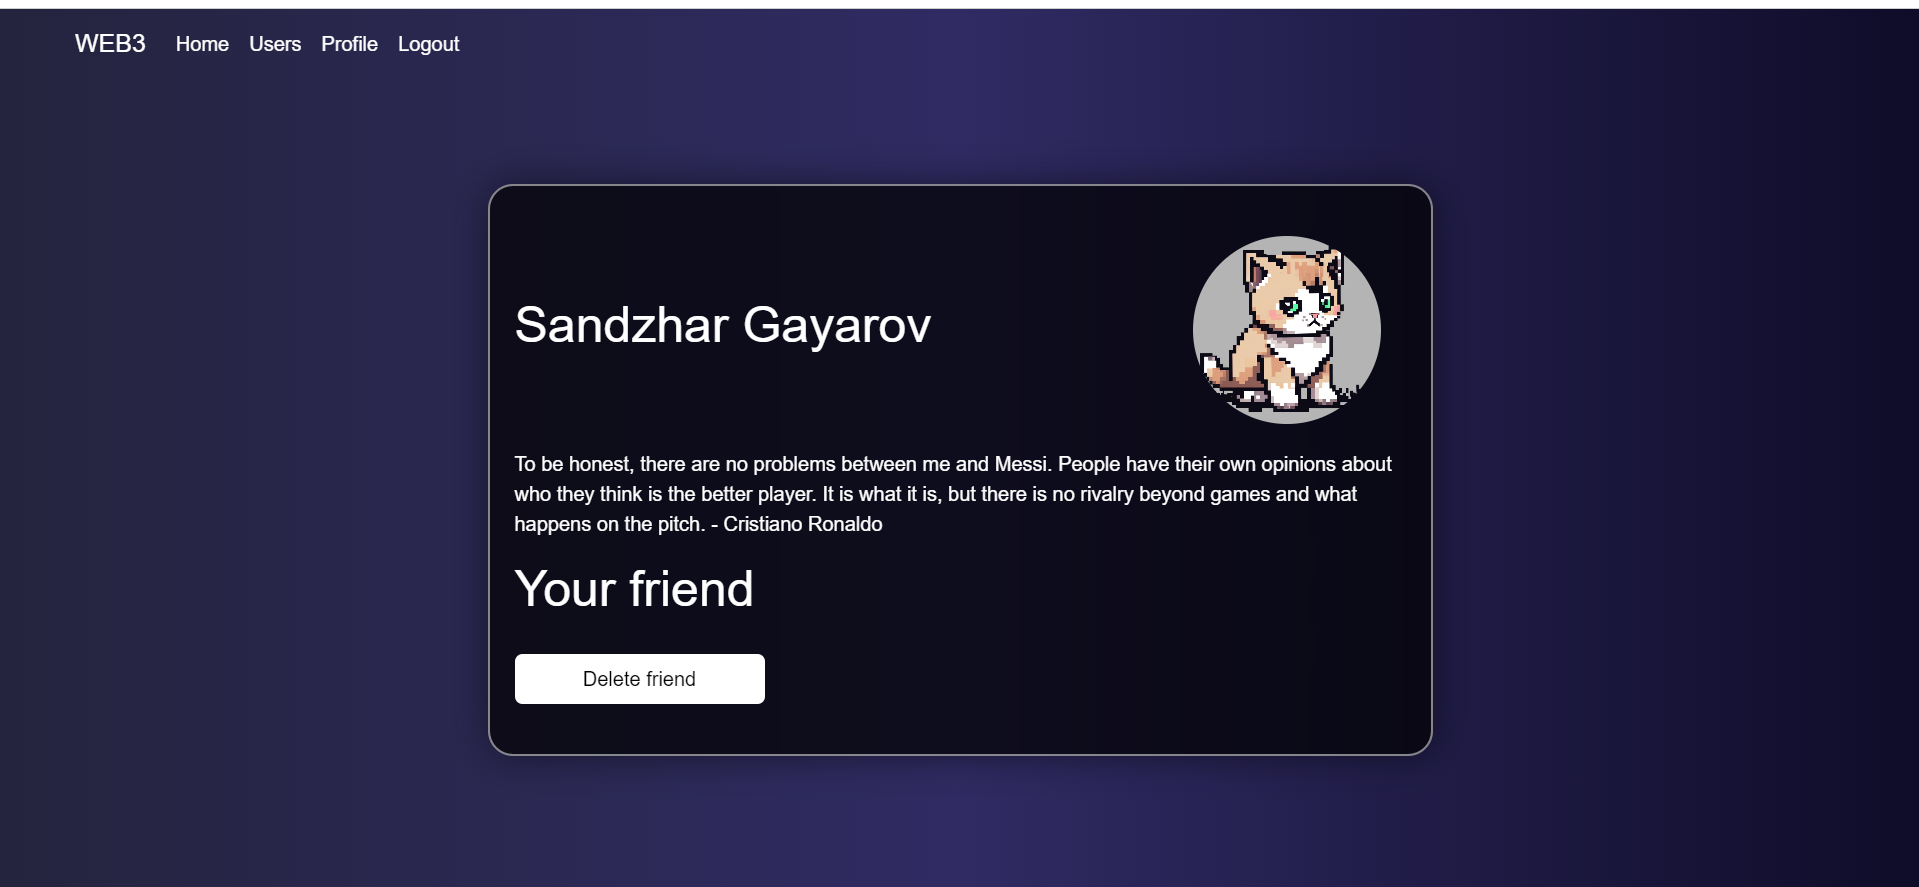 WEB3 Home Users Profile Logout
Sandzhar Gayarov
To be honest, there are no problems between me and Messi. People have their own opinions about
who they think is the better player. It is what it is, but there is no rivalry beyond games and what
happens on the pitch. - Cristiano Ronaldo
Your friend
Delete friend